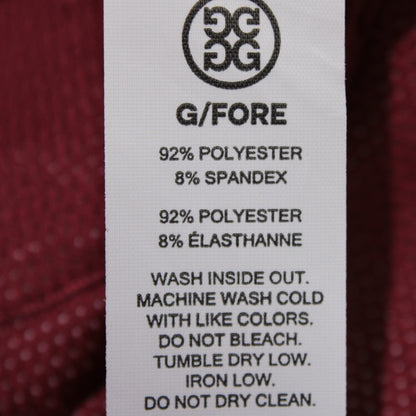 G/FORE
92% POLYESTER
8% SPANDEX
92% POLYESTER
8% ÉLASTHANNE
WASH INSIDE OUT.
MACHINE WASH COLD
WITH LIKE COLORS.
DO NOT BLEACH.
TUMBLE DRY LOW.
IRON LOW.
DO NOT DRY CLEAN.